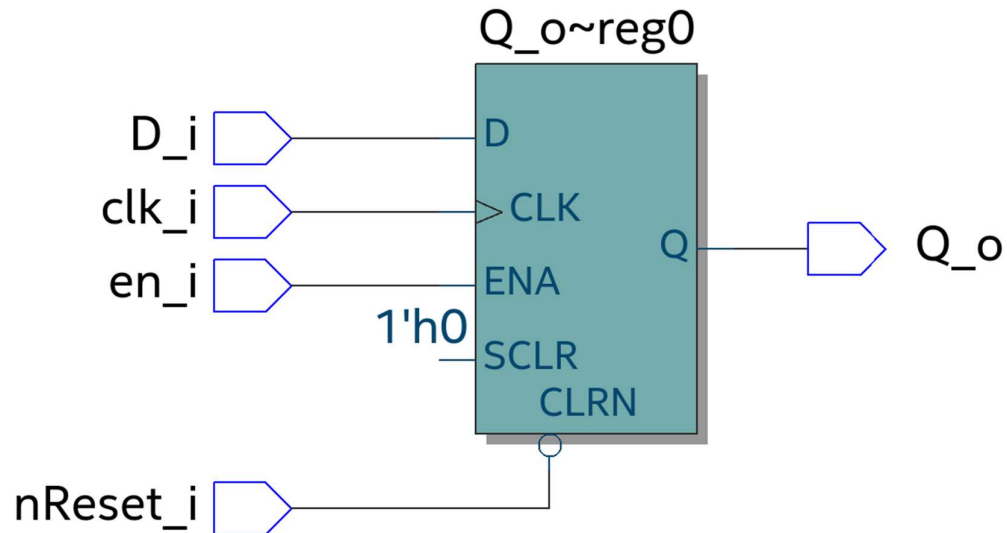 Q_o~reg0
D_i
D
clk_i
CLK
Q
Q_o
en_i
ENA
1'h0
SCLR
CLRN
nReset_i